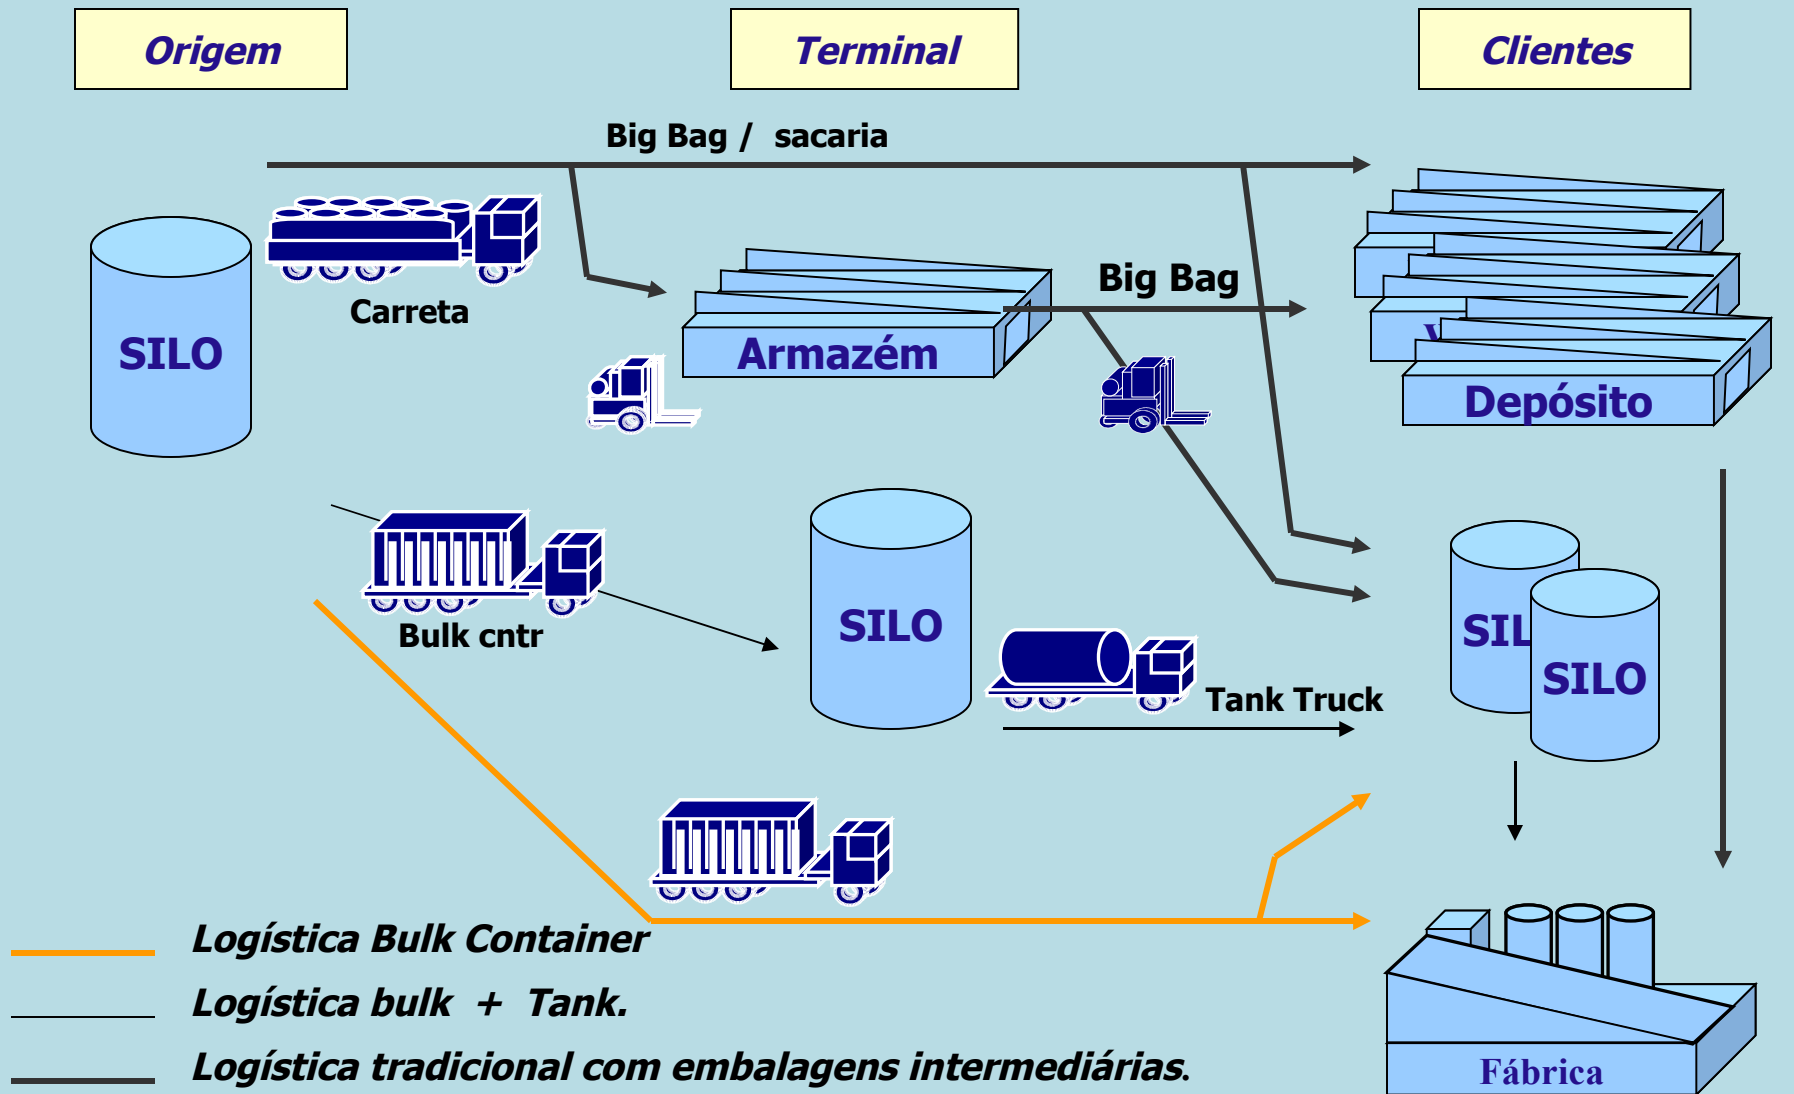 Origem
Terminal
Clientes
Big Bag / sacaria
Big Bag
Carreta
SILO
Armazém
Depósito
Bulk cntr
SILO
SILO
Tank Truck
Logística Bulk Container
Logística bulk + Tank.
Logística tradicional com embalagens intermediárias.
Fábrica